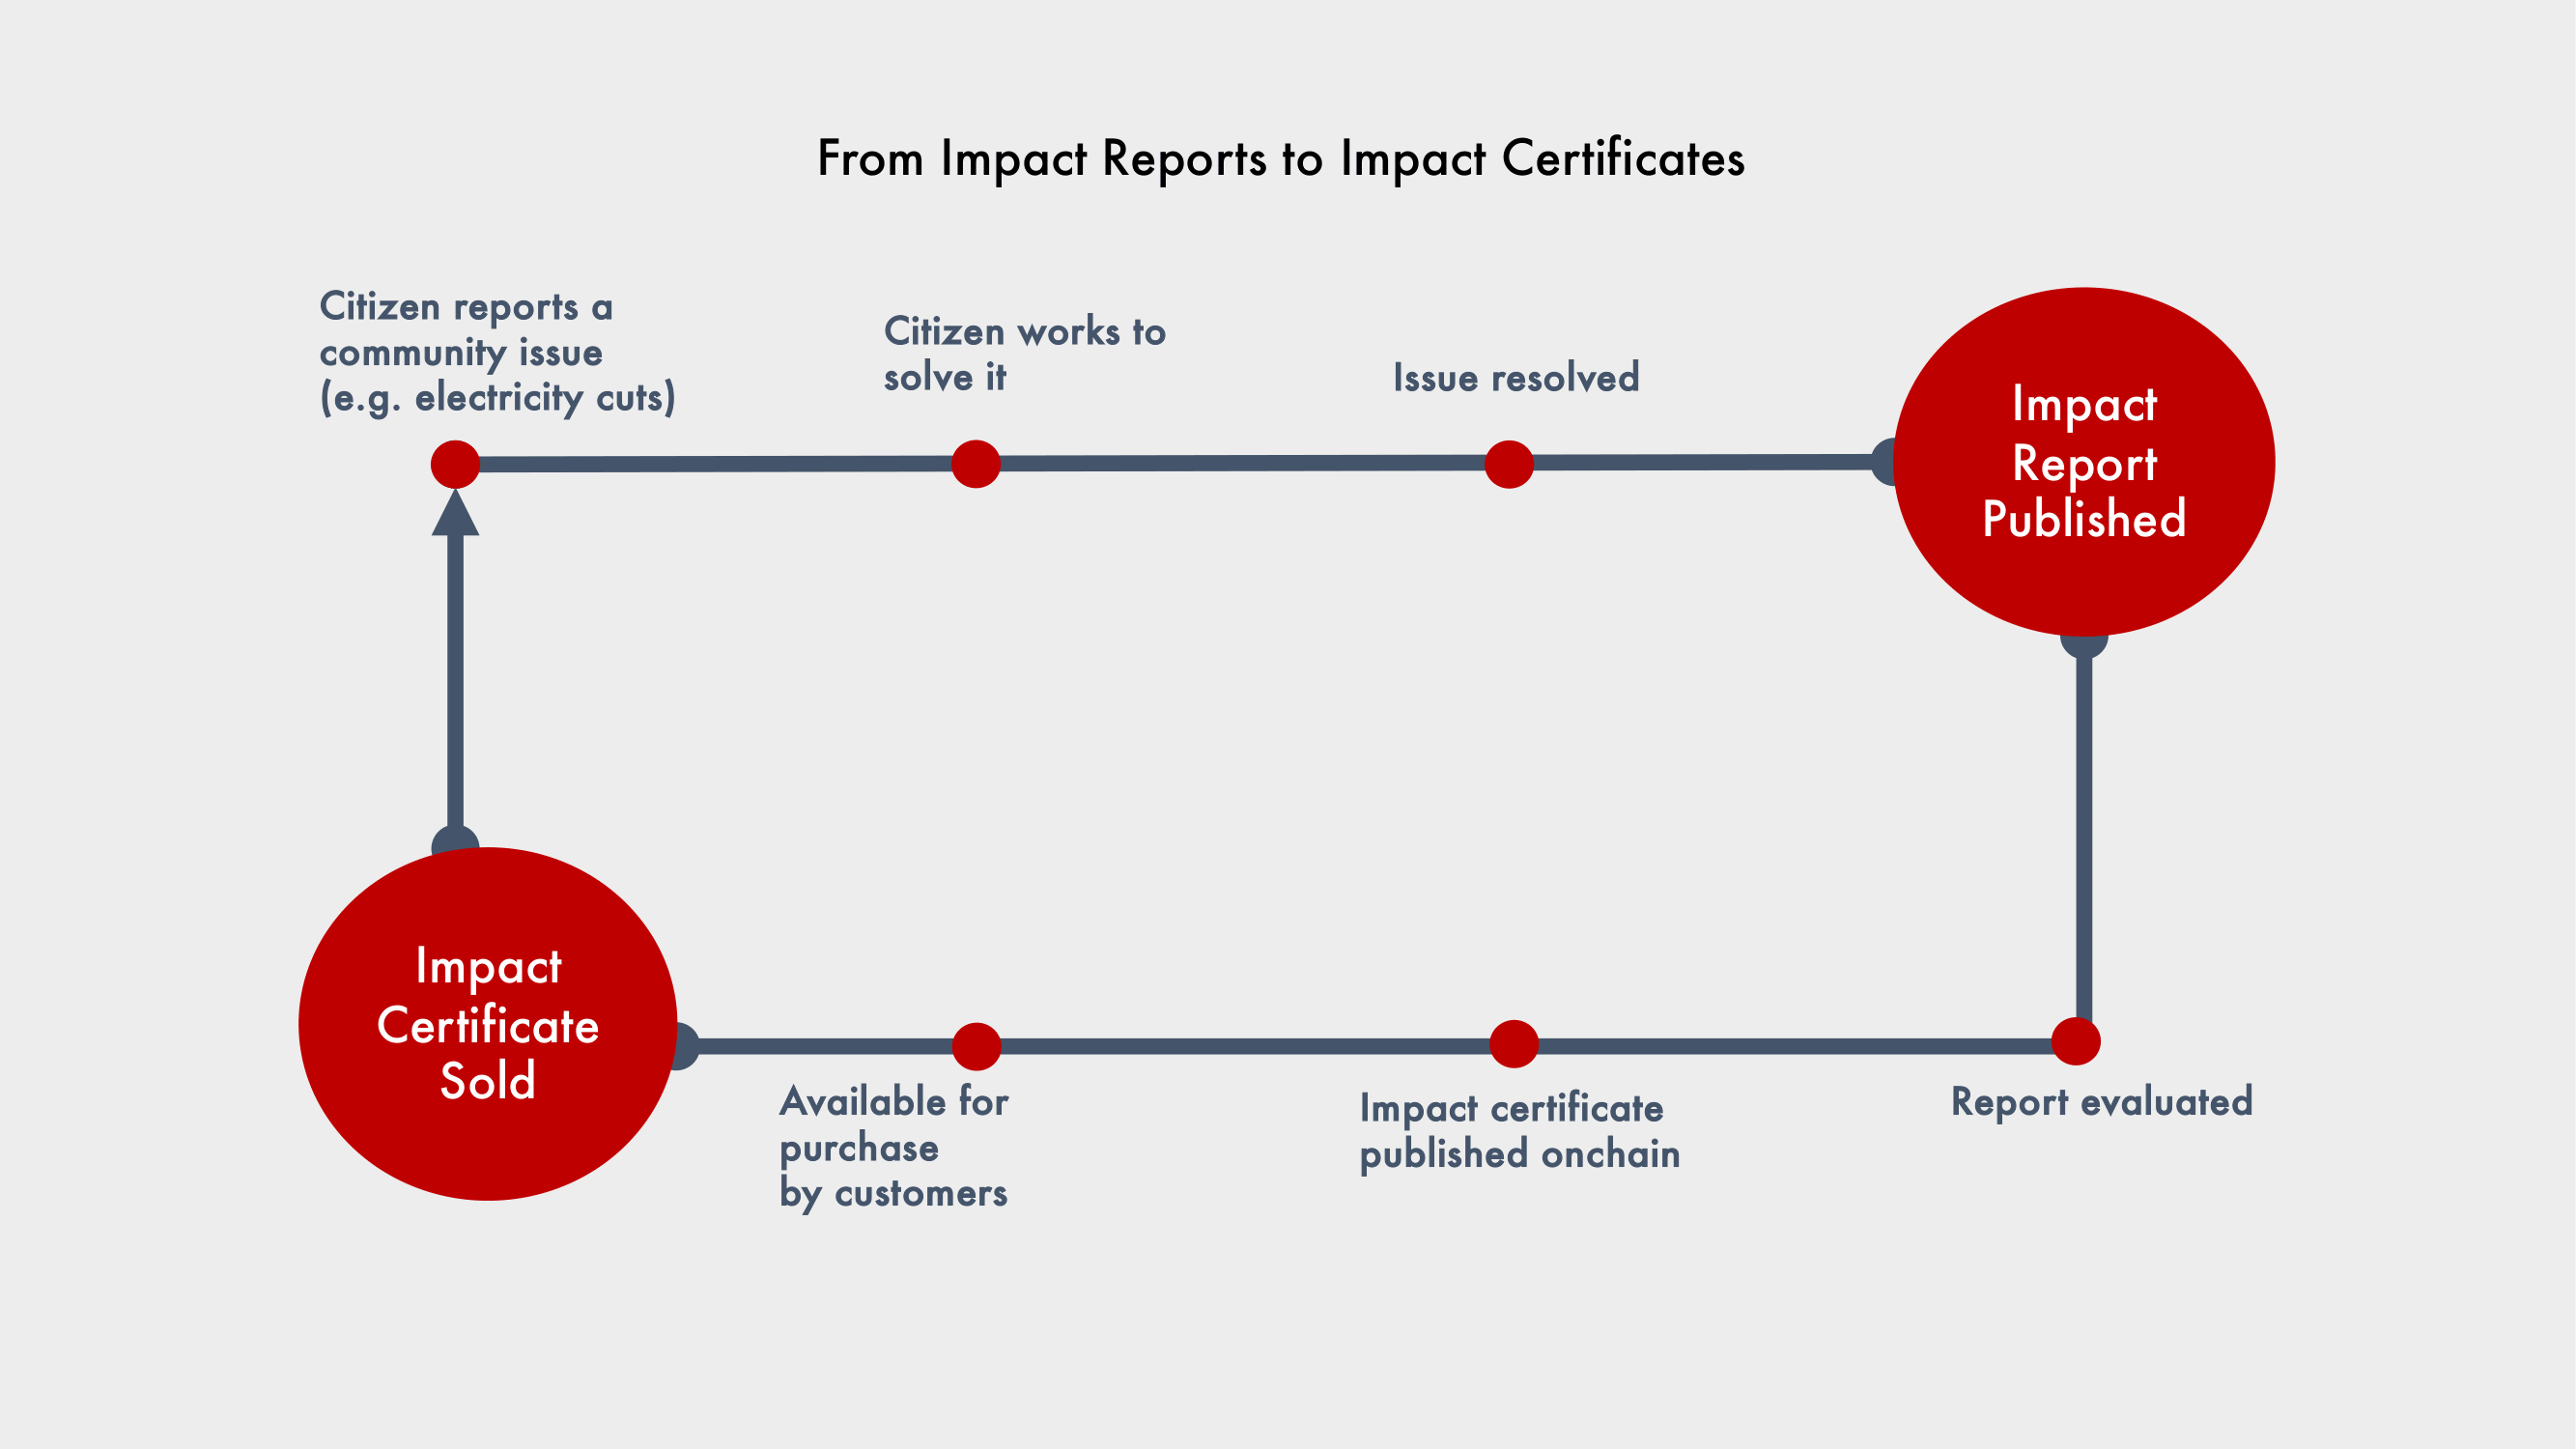 From Impact Reports to Impact Certificates
Citizen reports a
community issue
(e.g. electricity cuts)
Citizen works to
solve it
Issue resolved
Impact
Report
Published
Impact
Certificate
Sold
Available for
purchase
by customers
Impact certificate
published onchain
Report evaluated